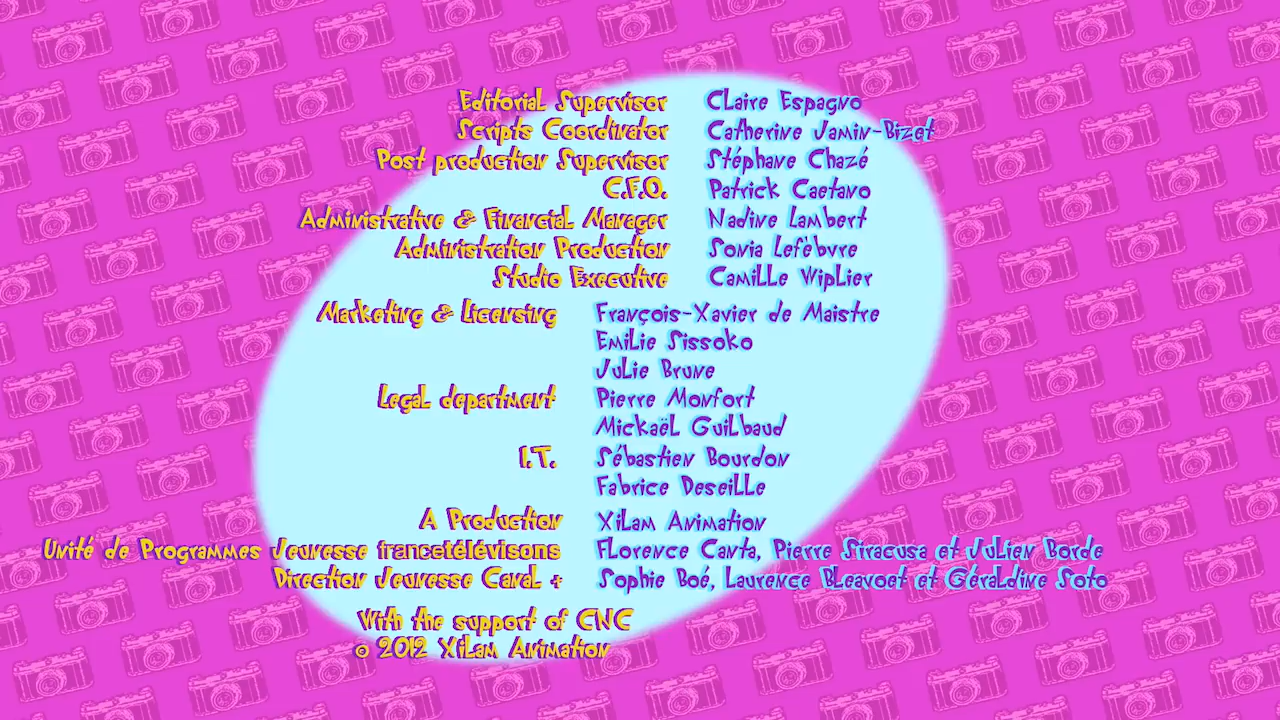 Editorial Supervisor Claire Espagno
Scripts Coordinator Catherine Jamin-Bizet
Post production Supervisor Stéphane Chazé
C.F.O. Patrick Caetano
Administrative & Financial Manager Nadine Lambert
Administration Production Sonia Lefèbvre
Studio Executive Camille Wiplier
Marketing & Licensing François-Xavier de Maistre
Emilie Sissoko
Julie Brune
Legal department Pierre Monfort
Mickaël Guilbaud
I.T. Sébastien Bourdon
Fabrice Deseille
A Production Xilam Animation
Unité de Programmes Jeunesse francetélévisons Florence Canta, Pierre Siracusa et Julien Borde
Direction Jeunesse Canal + Sophie Boé, Laurence Bleavoet et Géraldine Soto
With the support of CNC
© 2012 Xilam Animation